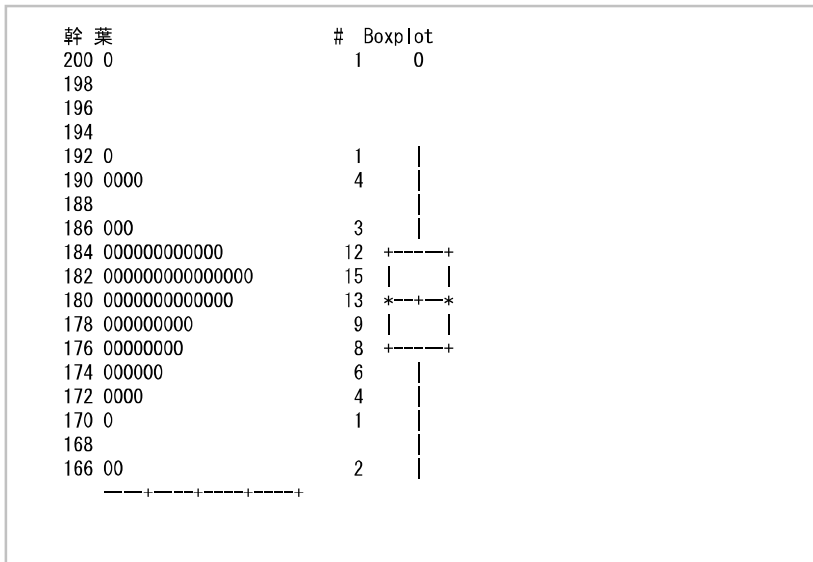 幹 葉 # Boxplot
200 0 1 0
198
196
194
192 0 1 |
190 0000 4 |
188 |
186 000 3 |
184 000000000000 12 +-----+
182 000000000000000 15 | |
180 0000000000000 13 *--+--*
178 000000000 9 | |
176 00000000 8 +-----+
174 000000 6 |
172 0000 4 |
170 0 1 |
168 |
166 00 2 |
----+----+----+----+